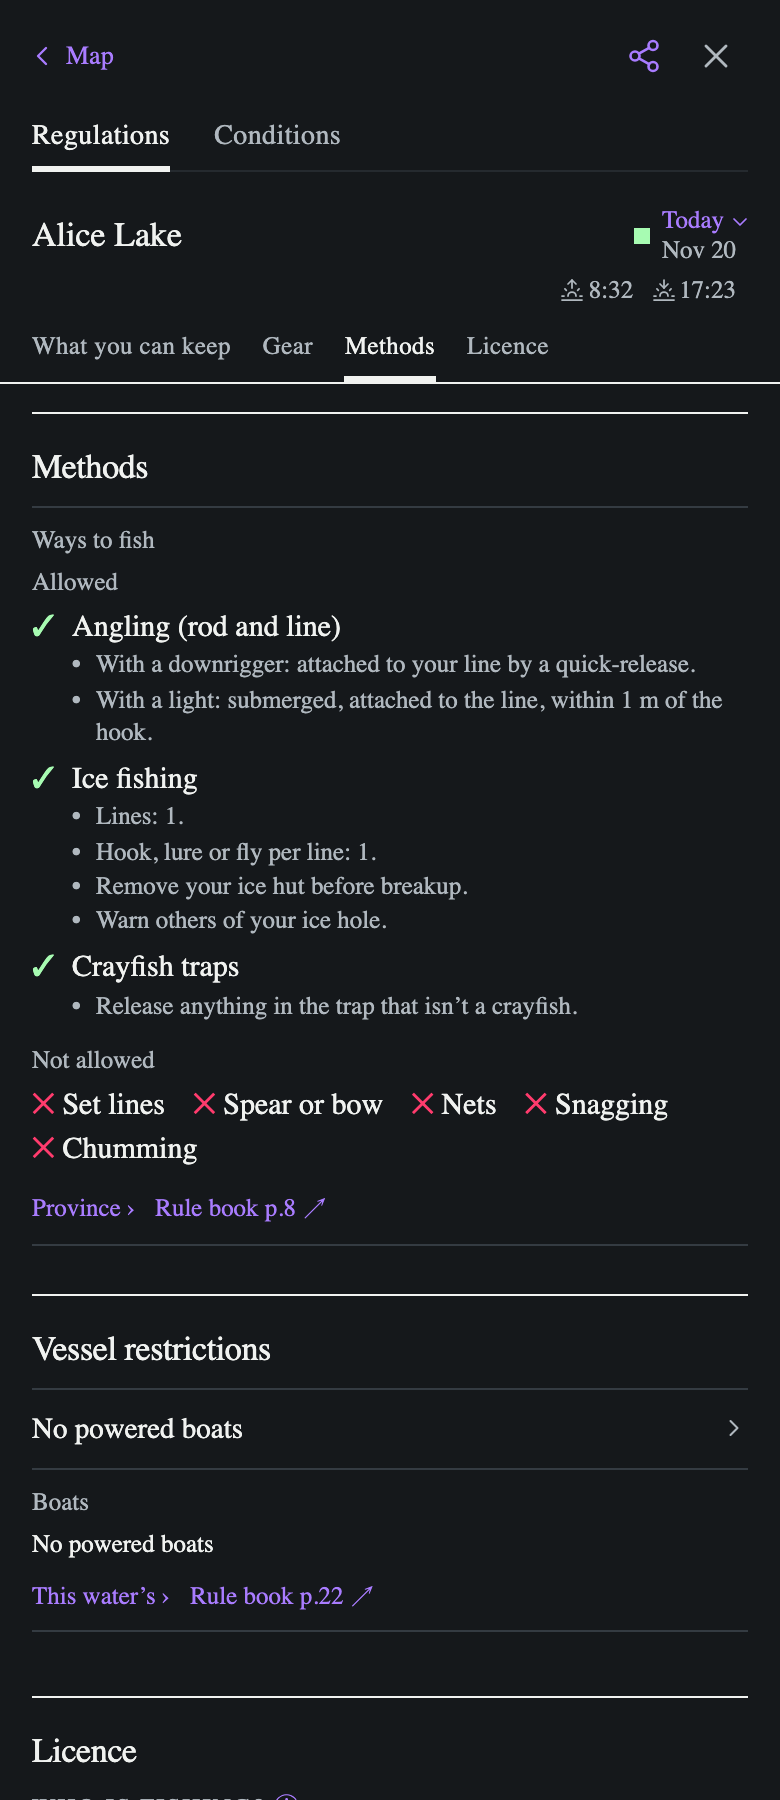 Map
Regulations Conditions
Alice Lake
Today
Nov 20
8:32 17:23
What you can keep Gear Methods Licence
Methods
Ways to fish
Allowed
✓ Angling (rod and line)
• With a downrigger: attached to your line by a quick-release.
• With a light: submerged, attached to the line, within 1 m of the
hook.
✓ Ice fishing
• Lines: 1.
• Hook, lure or fly per line: 1.
• Remove your ice hut before breakup.
• Warn others of your ice hole.
✓ Crayfish traps
• Release anything in the trap that isn’t a crayfish.
Not allowed
✕ Set lines ✕ Spear or bow ✕ Nets ✕ Snagging
✕ Chumming
Province › Rule book p.8 ↗
Vessel restrictions
No powered boats
Boats
No powered boats
This water’s › Rule book p.22 ↗
Licence